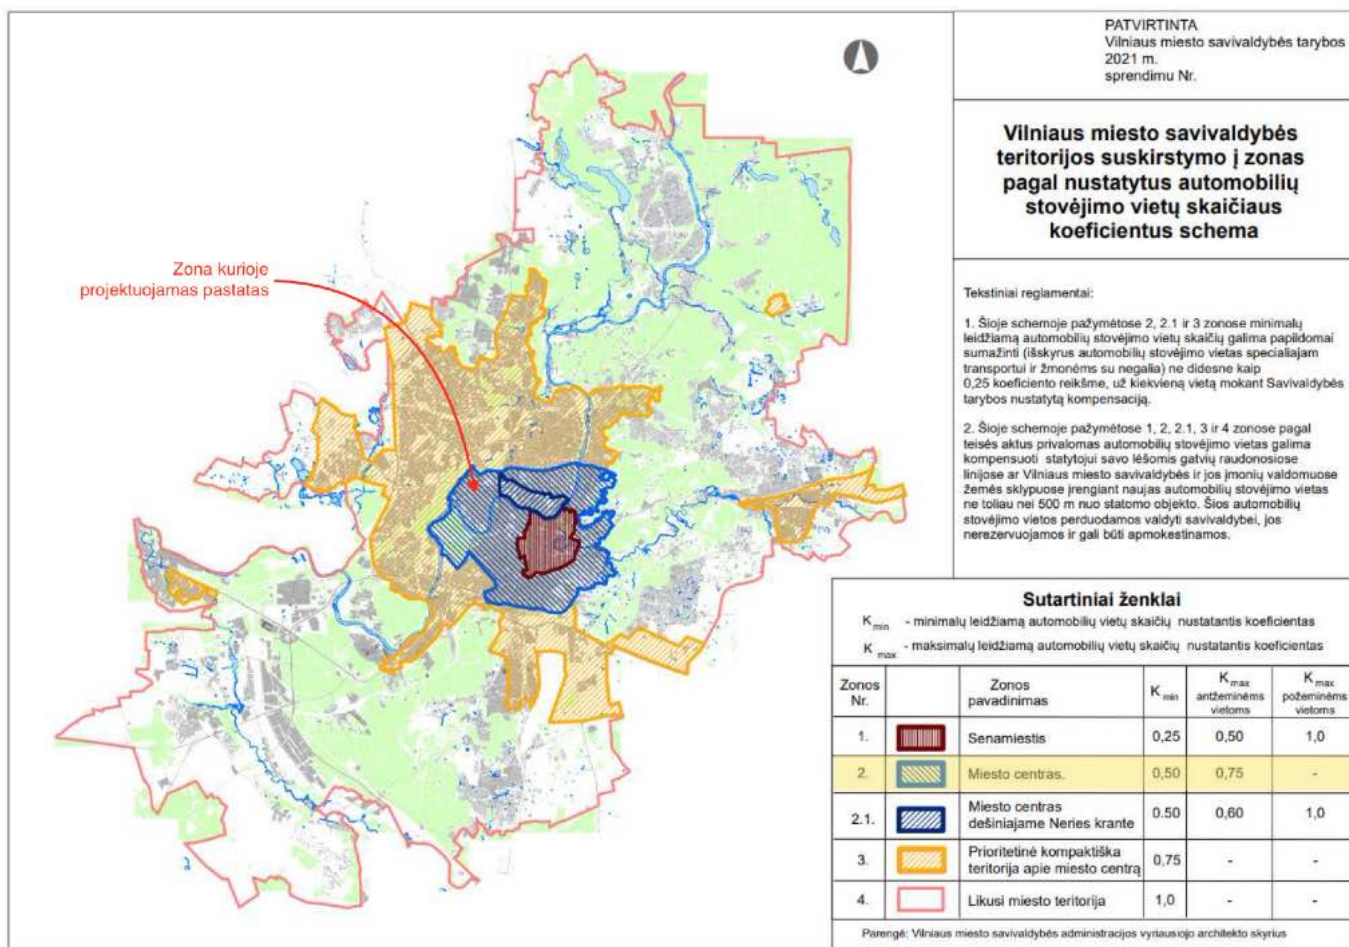 PATVIRTINTA
Vilniaus miesto savivaldybės tarybos
2021 m.
sprendimu Nr.
Vilniaus miesto savivaldybės
teritorijos suskirstymo į zonas
pagal nustatytus automobilių
stovėjimo vietų skaičiaus
koeficientus schema
Zona kurioje
projektuojamas pastatas
Tekstiniai reglamentai:
1. Šioje schemoje pažymėtose 2, 2.1 ir 3 zonose minimalų
leidžiamą automobilių stovėjimo vietų skaičių galima papildomai
sumažinti (išskyrus automobilių stovėjimo vietas specialiajam
transportui ir žmonėms su negalia) ne didesne kaip
0,25 koeficiento reikšme, už kiekvieną vietą mokant Savivaldybės
tarybos nustatytą kompensaciją.
2. Šioje schemoje pažymėtose 1, 2, 2.1, 3 ir 4 zonose pagal
teisės aktus privalomas automobilių stovėjimo vietas galima
kompensuoti statytojui savo lėšomis gatvių raudonosiose
linijose ar Vilniaus miesto savivaldybės ir jos įmonių valdomuose
žemės sklypuose įrengiant naujas automobilių stovėjimo vietas
ne toliau nei 500 m nuo statomo objekto. Šios automobilių
stovėjimo vietos perduodamos valdyti savivaldybei, jos
nerezervuojamos ir gali būti apmokestinamos.
Sutartiniai ženklai
K min - minimalų leidžiamą automobilių vietų skaičių nustatantis koeficientas
K max - maksimalų leidžiamą automobilių vietų skaičių nustatantis koeficientas
Zonos Nr. Zonos pavadinimas K min K max antžeminėms vietoms K max požeminėms vietoms
1. Senamiestis 0,25 0,50 1,0
2. Miesto centras. 0,50 0,75 -
2.1. Miesto centras dešiniajame Neries krante 0.50 0,60 1,0
3. Prioritetinė kompaktiška teritorija apie miesto centrą 0,75 - -
4. Likusi miesto teritorija 1,0 - -
Parengė: Vilniaus miesto savivaldybės administracijos vyriausiojo architekto skyrius